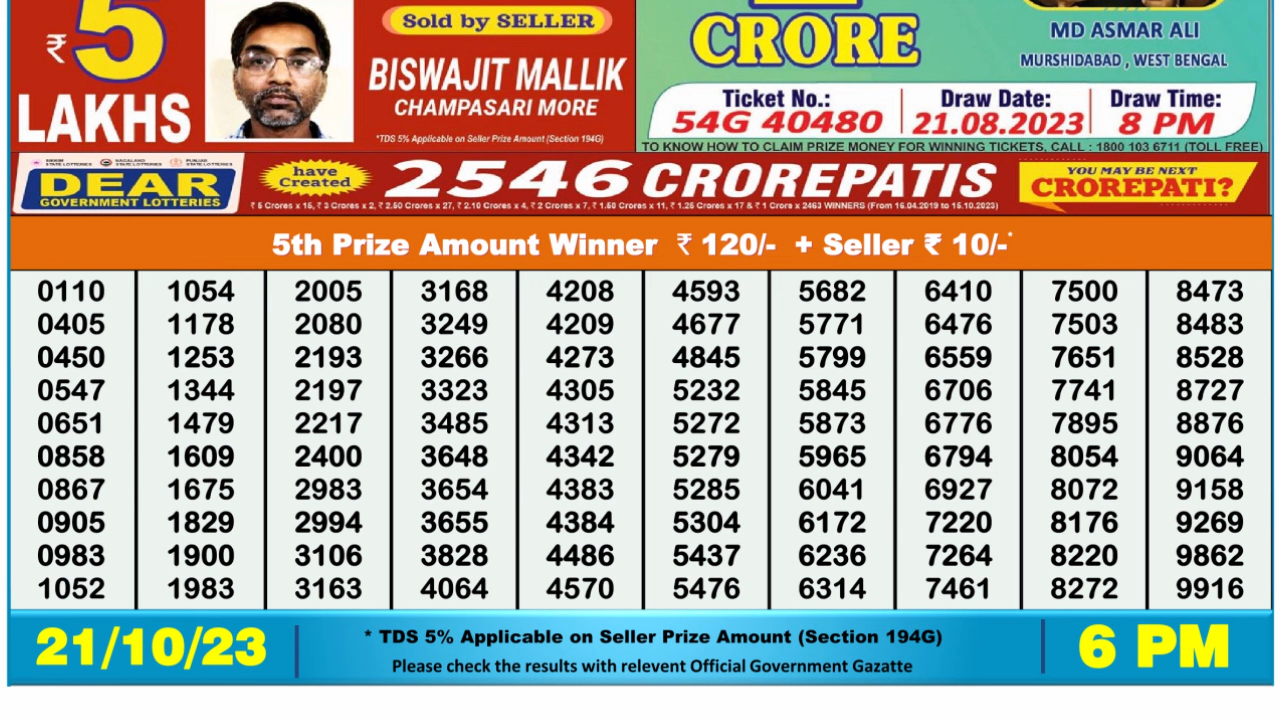 ₹ 5
LAKHS
Sold by SELLER
BISWAJIT MALLIK
CHAMPASARI MORE
*TDS 5% Applicable on Seller Prize Amount (Section 194G)
CRORE
MD ASMAR ALI
MURSHIDABAD , WEST BENGAL
Ticket No.: Draw Date: Draw Time:
54G 40480 21.08.2023 8 PM
TO KNOW HOW TO CLAIM PRIZE MONEY FOR WINNING TICKETS, CALL : 1800 103 6711 (TOLL FREE)
SIKKIM STATE LOTTERIES NAGALAND STATE LOTTERIES PUNJAB STATE LOTTERIES
DEAR
GOVERNMENT LOTTERIES
have
Created
2546 CROREPATIS
₹ 5 Crores x 15, ₹ 3 Crores x 2, ₹ 2.50 Crores x 27, ₹ 2.10 Crores x 4, ₹ 2 Crores x 7, ₹ 1.50 Crores x 11, ₹ 1.25 Crores x 17 & ₹ 1 Crore x 2463 WINNERS (From 16.04.2019 to 15.10.2023)
YOU MAY BE NEXT
CROREPATI?
5th Prize Amount Winner ₹ 120/- + Seller ₹ 10/-*
0110 1054 2005 3168 4208 4593 5682 6410 7500 8473
0405 1178 2080 3249 4209 4677 5771 6476 7503 8483
0450 1253 2193 3266 4273 4845 5799 6559 7651 8528
0547 1344 2197 3323 4305 5232 5845 6706 7741 8727
0651 1479 2217 3485 4313 5272 5873 6776 7895 8876
0858 1609 2400 3648 4342 5279 5965 6794 8054 9064
0867 1675 2983 3654 4383 5285 6041 6927 8072 9158
0905 1829 2994 3655 4384 5304 6172 7220 8176 9269
0983 1900 3106 3828 4486 5437 6236 7264 8220 9862
1052 1983 3163 4064 4570 5476 6314 7461 8272 9916
21/10/23
* TDS 5% Applicable on Seller Prize Amount (Section 194G)
Please check the results with relevent Official Government Gazatte
6 PM